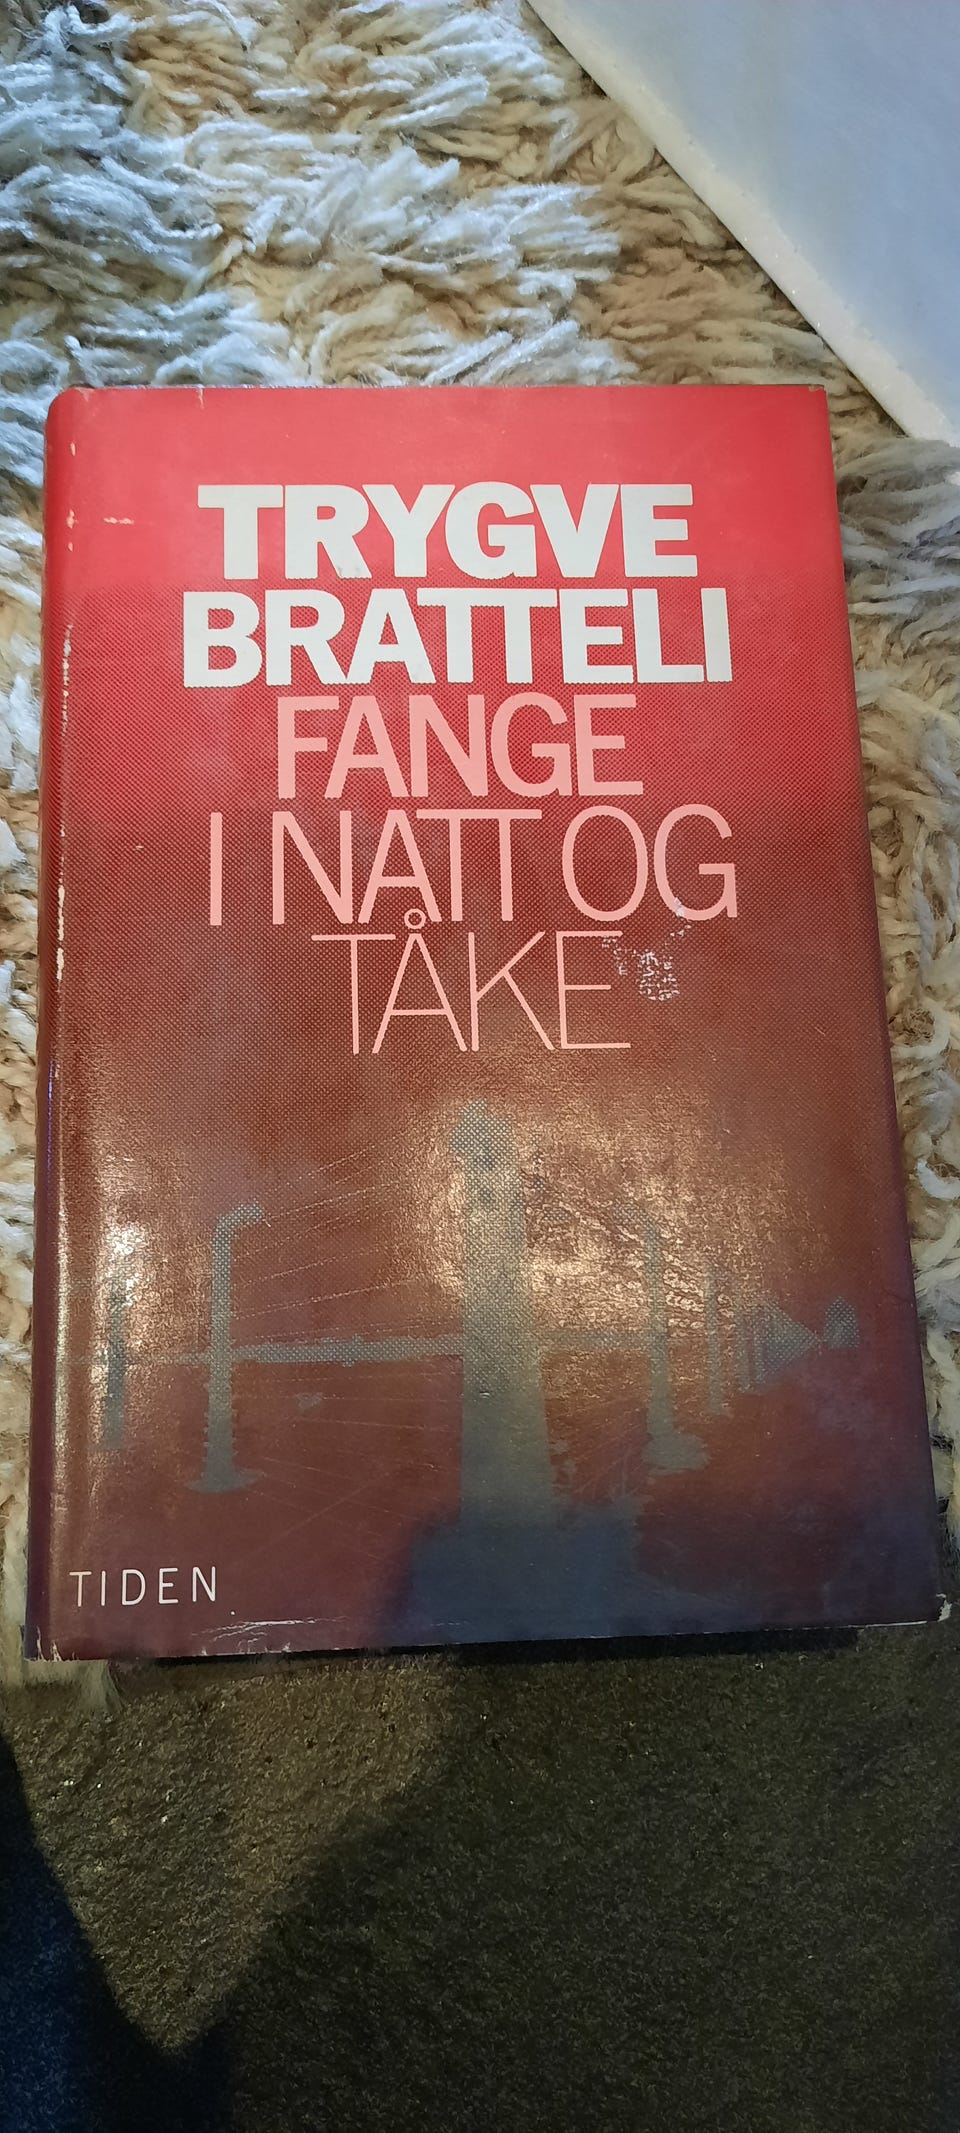 TRYGVE
BRATTELI
FANGE
I NATT OG
TÅKE
TIDEN